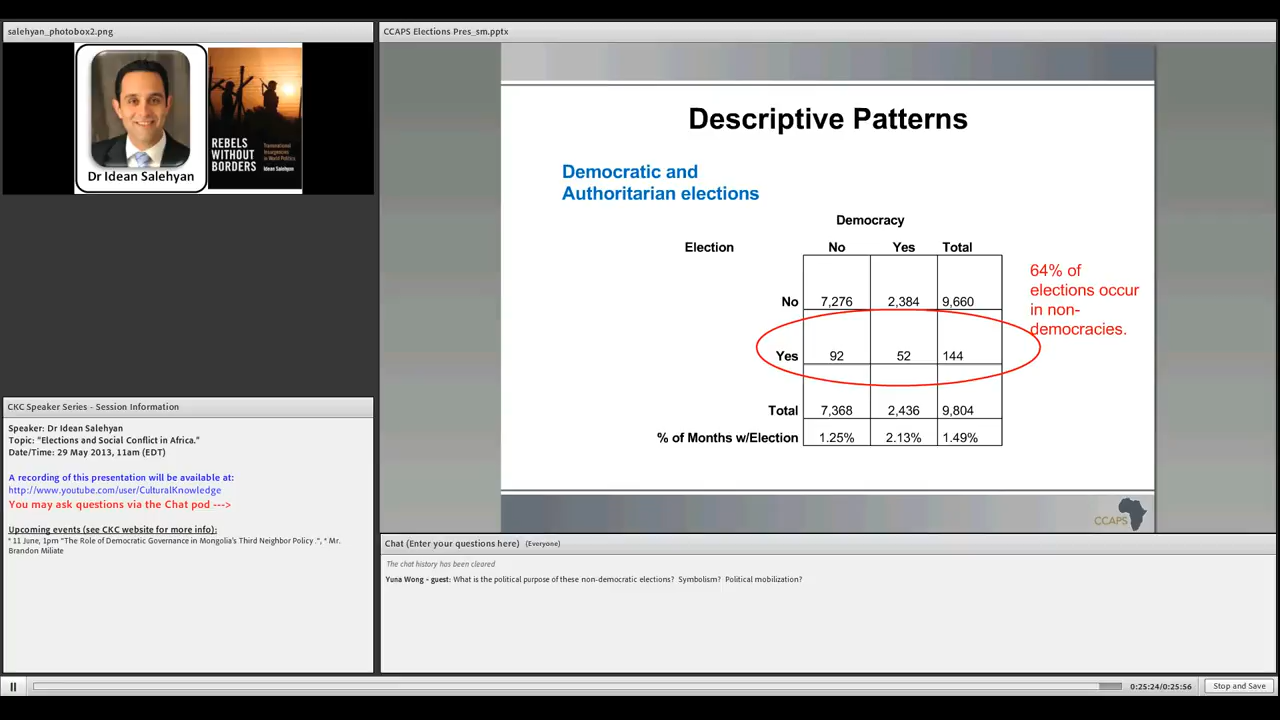 salehyan_photobox2.png
REBELS
WITHOUT
BORDERS
Transnational
Insurgencies
in World Politics
Idean Salehyan
Dr Idean Salehyan
CKC Speaker Series - Session Information
Speaker: Dr Idean Salehyan
Topic: "Elections and Social Conflict in Africa."
Date/Time: 29 May 2013, 11am (EDT)
A recording of this presentation will be available at:
http://www.youtube.com/user/CulturalKnowledge
You may ask questions via the Chat pod --->
Upcoming events (see CKC website for more info):
* 11 June, 1pm "The Role of Democratic Governance in Mongolia's Third Neighbor Policy .", * Mr.
Brandon Miliate
CCAPS Elections Pres_sm.pptx
Descriptive Patterns
Democratic and
Authoritarian elections
Democracy
Election No Yes Total
No 7,276 2,384 9,660
Yes 92 52 144
Total 7,368 2,436 9,804
% of Months w/Election 1.25% 2.13% 1.49%
64% of
elections occur
in non-
democracies.
CCAPS
Chat (Enter your questions here) (Everyone)
The chat history has been cleared
Yuna Wong - guest: What is the political purpose of these non-democratic elections? Symbolism? Political mobilization?
0:25:24/0:25:56
Stop and Save